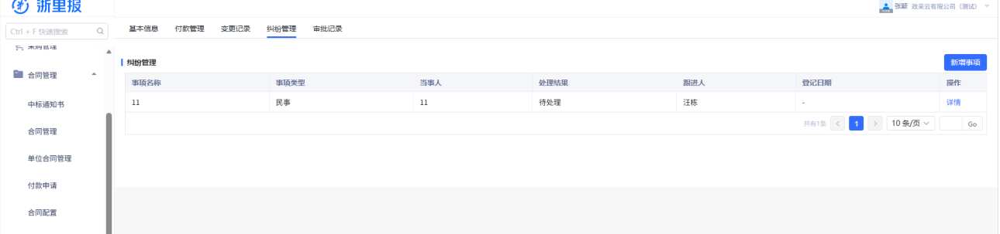 浙里报
张颖 政采云有限公司（测试）
Ctrl + F 快速搜索
基本信息 付款管理 变更记录 纠纷管理 审批记录
采购管理
纠纷管理
新增事项
合同管理
事项名称 事项类型 当事人 处理结果 跟进人 登记日期 操作
11 民事 11 待处理 汪栋 - 详情
中标通知书
共有1条 < 1 > 10 条/页 Go
合同管理
单位合同管理
付款申请
合同配置